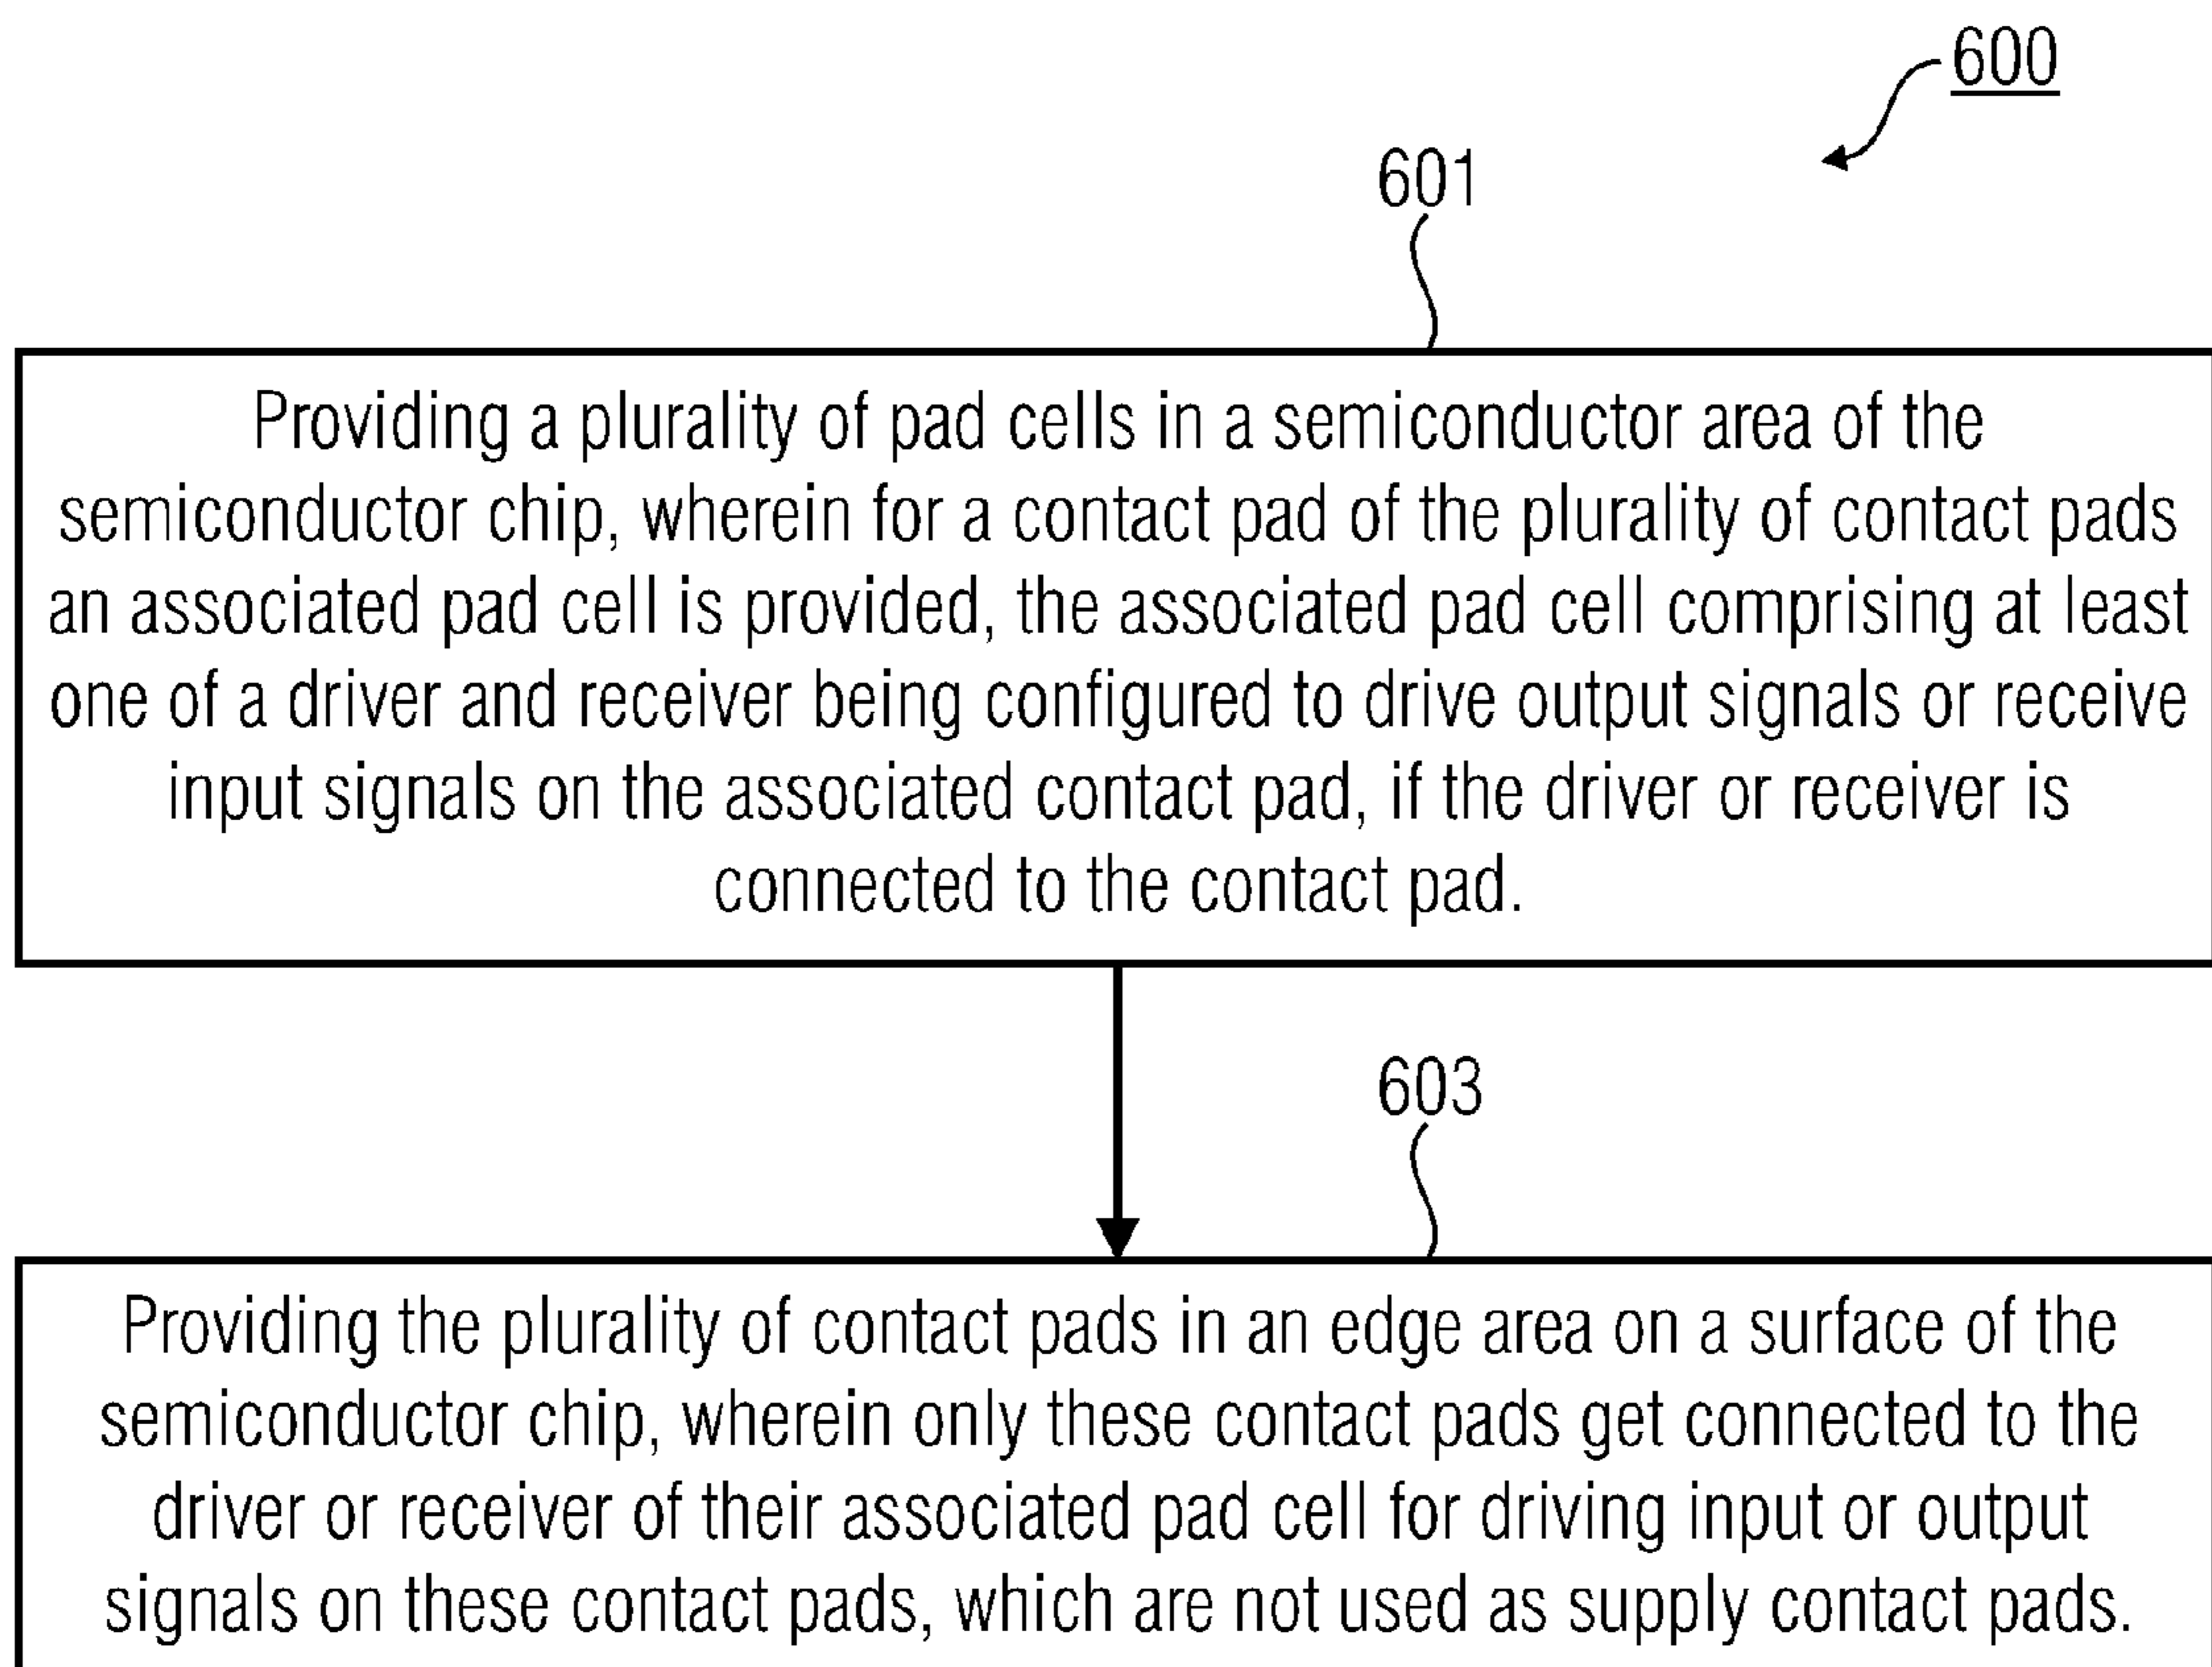 600
601
Providing a plurality of pad cells in a semiconductor area of the
semiconductor chip, wherein for a contact pad of the plurality of contact pads
an associated pad cell is provided, the associated pad cell comprising at least
one of a driver and receiver being configured to drive output signals or receive
input signals on the associated contact pad, if the driver or receiver is
connected to the contact pad.
603
Providing the plurality of contact pads in an edge area on a surface of the
semiconductor chip, wherein only these contact pads get connected to the
driver or receiver of their associated pad cell for driving input or output
signals on these contact pads, which are not used as supply contact pads.